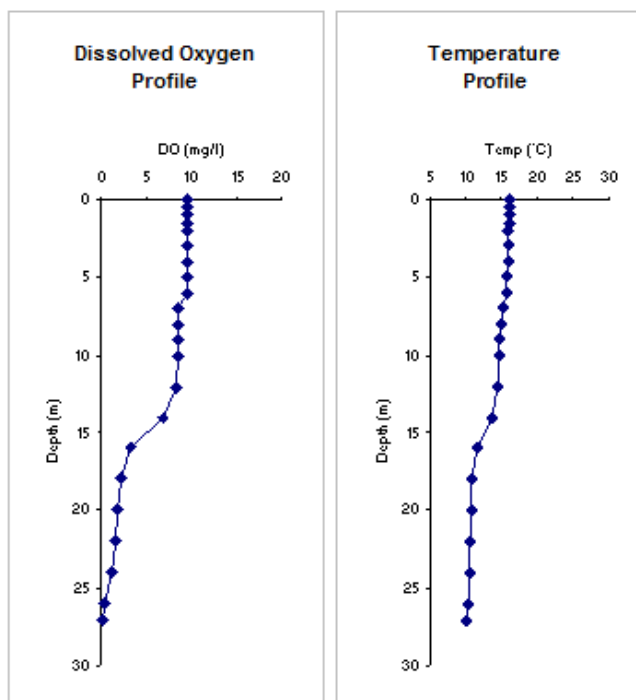 Dissolved Oxygen
Profile
DO (mg/l)
0 5 10 15 20
0
5
10
15
20
25
30
Depth (m)
Temperature
Profile
Temp (°C)
5 10 15 20 25 30
0
5
10
15
20
25
30
Depth (m)